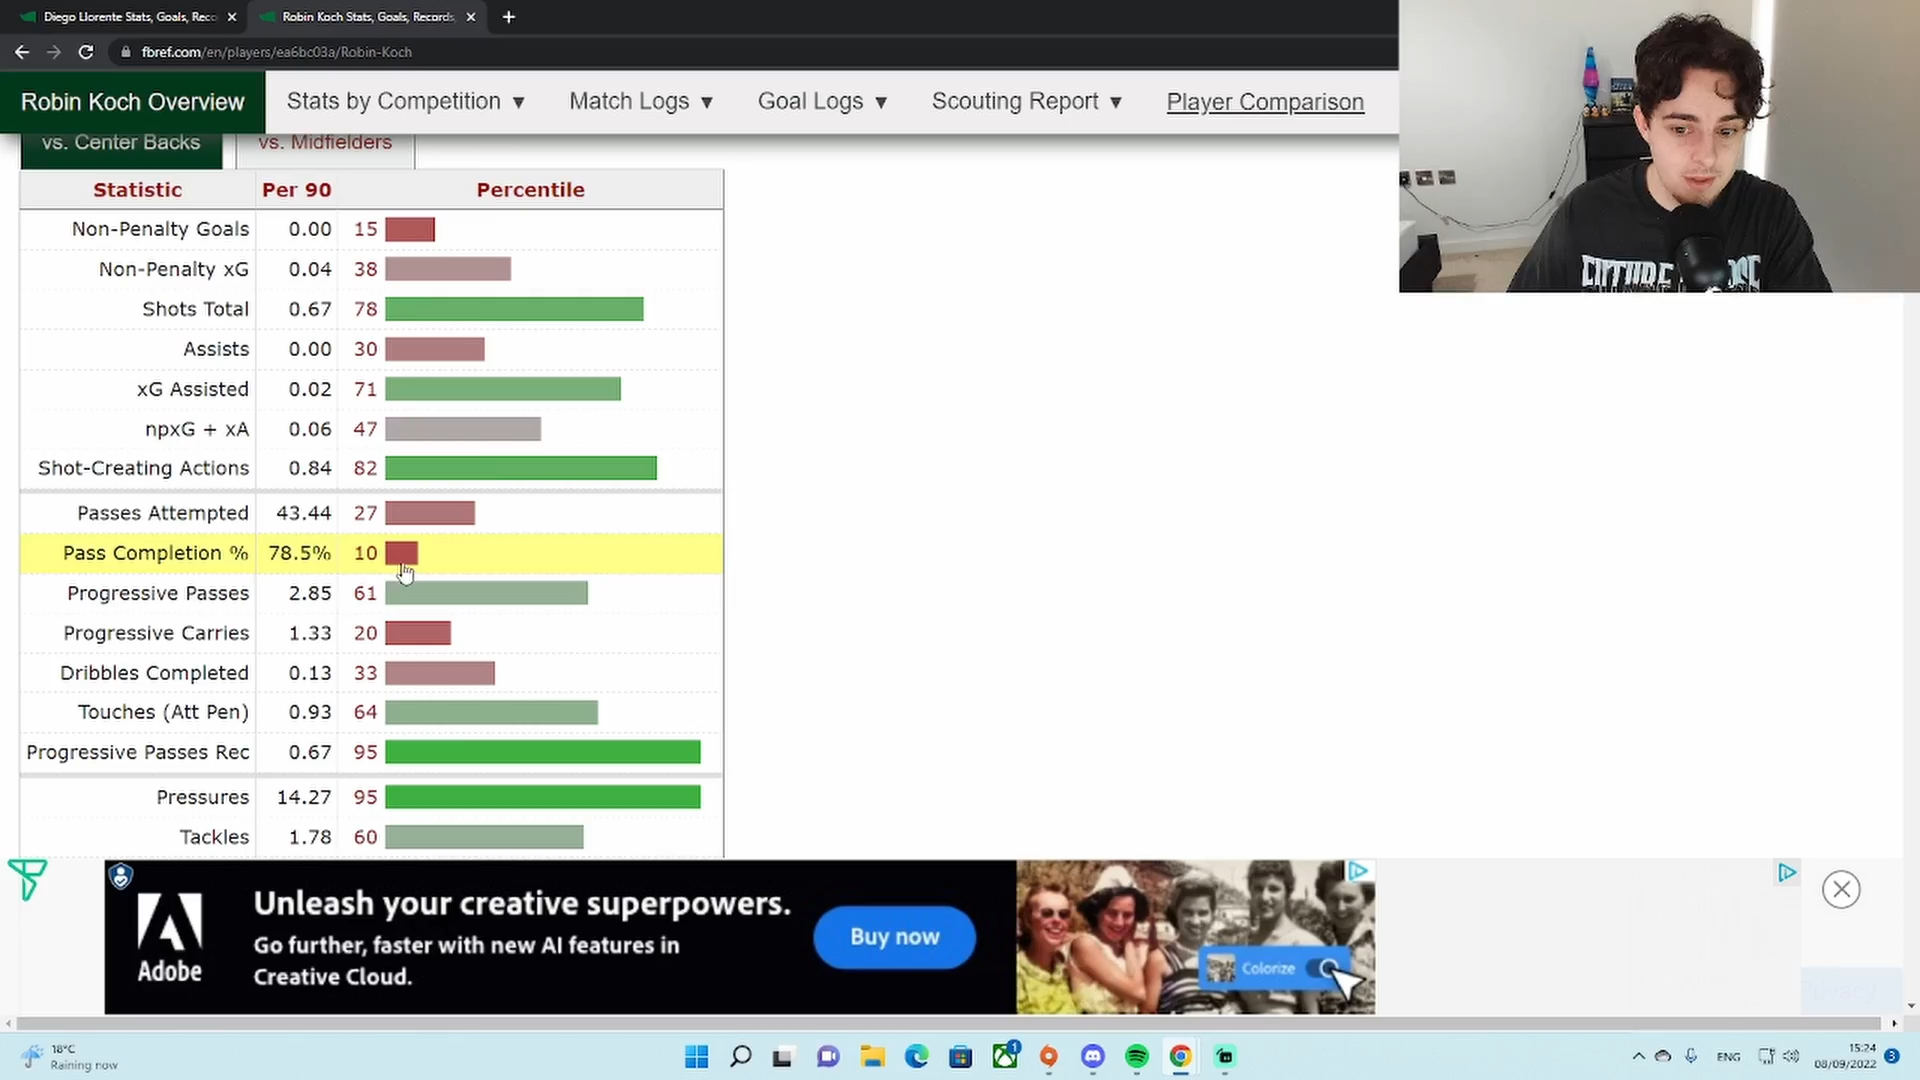 Diego Llorente Stats, Goals, Reco
Robin Koch Stats, Goals, Records,
fbref.com/en/players/ea6bc03a/Robin-Koch
Robin Koch Overview
Stats by Competition ▼
Match Logs ▼
Goal Logs ▼
Scouting Report ▼
Player Comparison
vs. Center Backs
vs. Midfielders
Statistic Per 90 Percentile
Non-Penalty Goals 0.00 15
Non-Penalty xG 0.04 38
Shots Total 0.67 78
Assists 0.00 30
xG Assisted 0.02 71
npxG + xA 0.06 47
Shot-Creating Actions 0.84 82
Passes Attempted 43.44 27
Pass Completion % 78.5% 10
Progressive Passes 2.85 61
Progressive Carries 1.33 20
Dribbles Completed 0.13 33
Touches (Att Pen) 0.93 64
Progressive Passes Rec 0.67 95
Pressures 14.27 95
Tackles 1.78 60
Adobe
Unleash your creative superpowers.
Go further, faster with new AI features in
Creative Cloud.
Buy now
Colorize
18°C
Raining now
1
ENG
15:24
08/09/2022
3